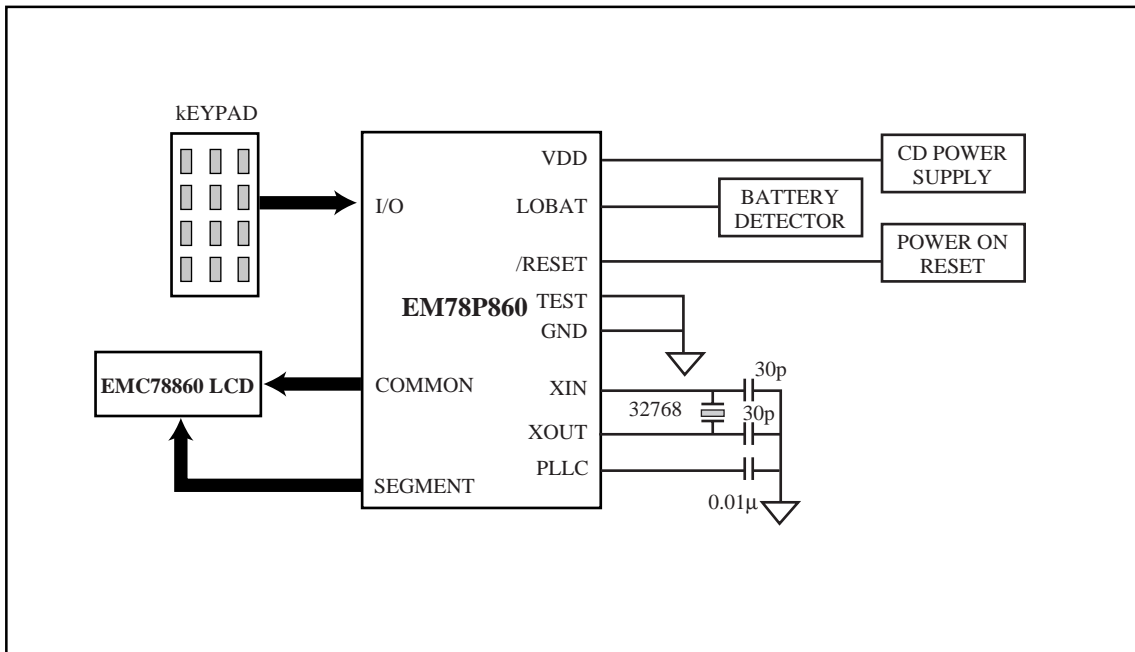 kEYPAD
I/O
EM78P860
COMMON
SEGMENT
EMC78860 LCD
VDD
LOBAT
/RESET
TEST
GND
XIN
XOUT
PLLC
CD POWER
SUPPLY
BATTERY
DETECTOR
POWER ON
RESET
32768
30p
30p
0.01μ